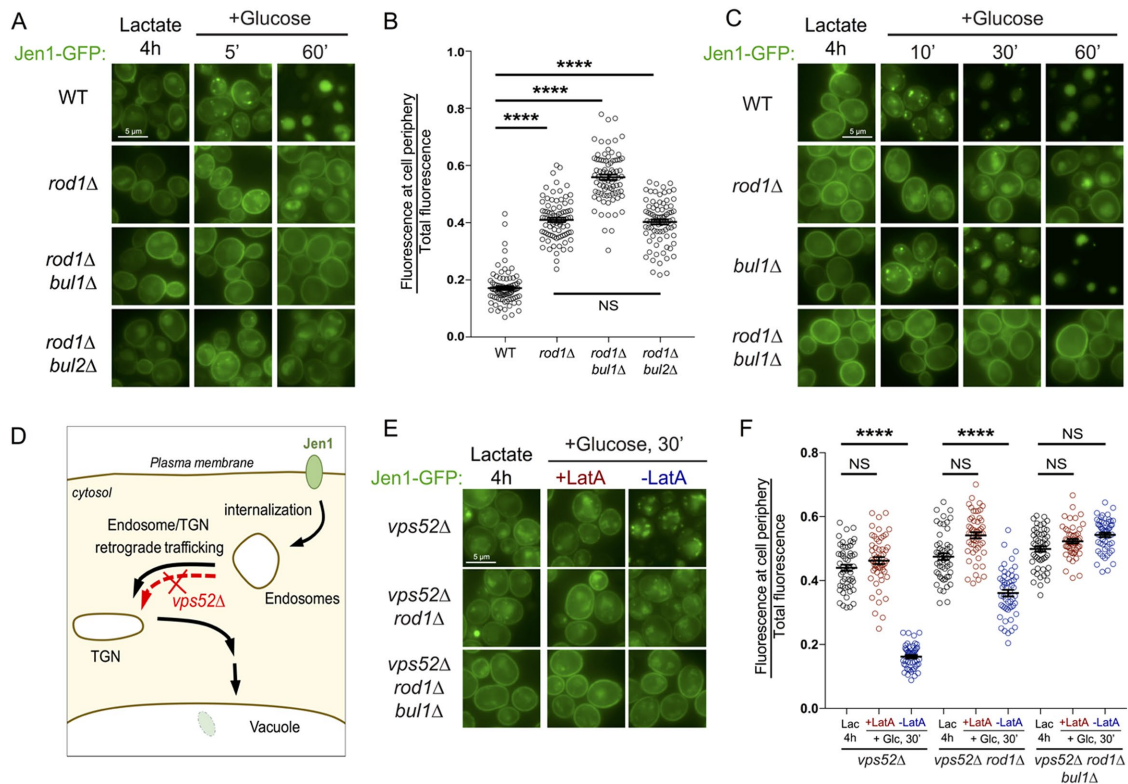 A
Lactate +Glucose
Jen1-GFP: 4h 5’ 60’
WT
5 µm
rod1Δ
rod1Δ
bul1Δ
rod1Δ
bul2Δ
B
Fluorescence at cell periphery
Total fluorescence
1.0
0.8
0.6
0.4
0.2
0.0
****
****
****
NS
WT rod1Δ rod1Δ rod1Δ
bul1Δ bul2Δ
C
Lactate +Glucose
Jen1-GFP: 4h 10’ 30’ 60’
WT
5 µm
rod1Δ
bul1Δ
rod1Δ
bul1Δ
D
Jen1
Plasma membrane
cytosol
internalization
Endosome/TGN
retrograde trafficking
vps52Δ
Endosomes
TGN
Vacuole
E
+Glucose, 30’
Lactate
Jen1-GFP: 4h +LatA -LatA
vps52Δ
5 µm
vps52Δ
rod1Δ
vps52Δ
rod1Δ
bul1Δ
F
Fluorescence at cell periphery
Total fluorescence
0.8
0.6
0.4
0.2
0.0
**** **** NS
NS NS NS
Lac +LatA -LatA Lac +LatA -LatA Lac +LatA -LatA
4h + Glc, 30’ 4h + Glc, 30’ 4h + Glc, 30’
vps52Δ vps52Δ rod1Δ vps52Δ rod1Δ
bul1Δ